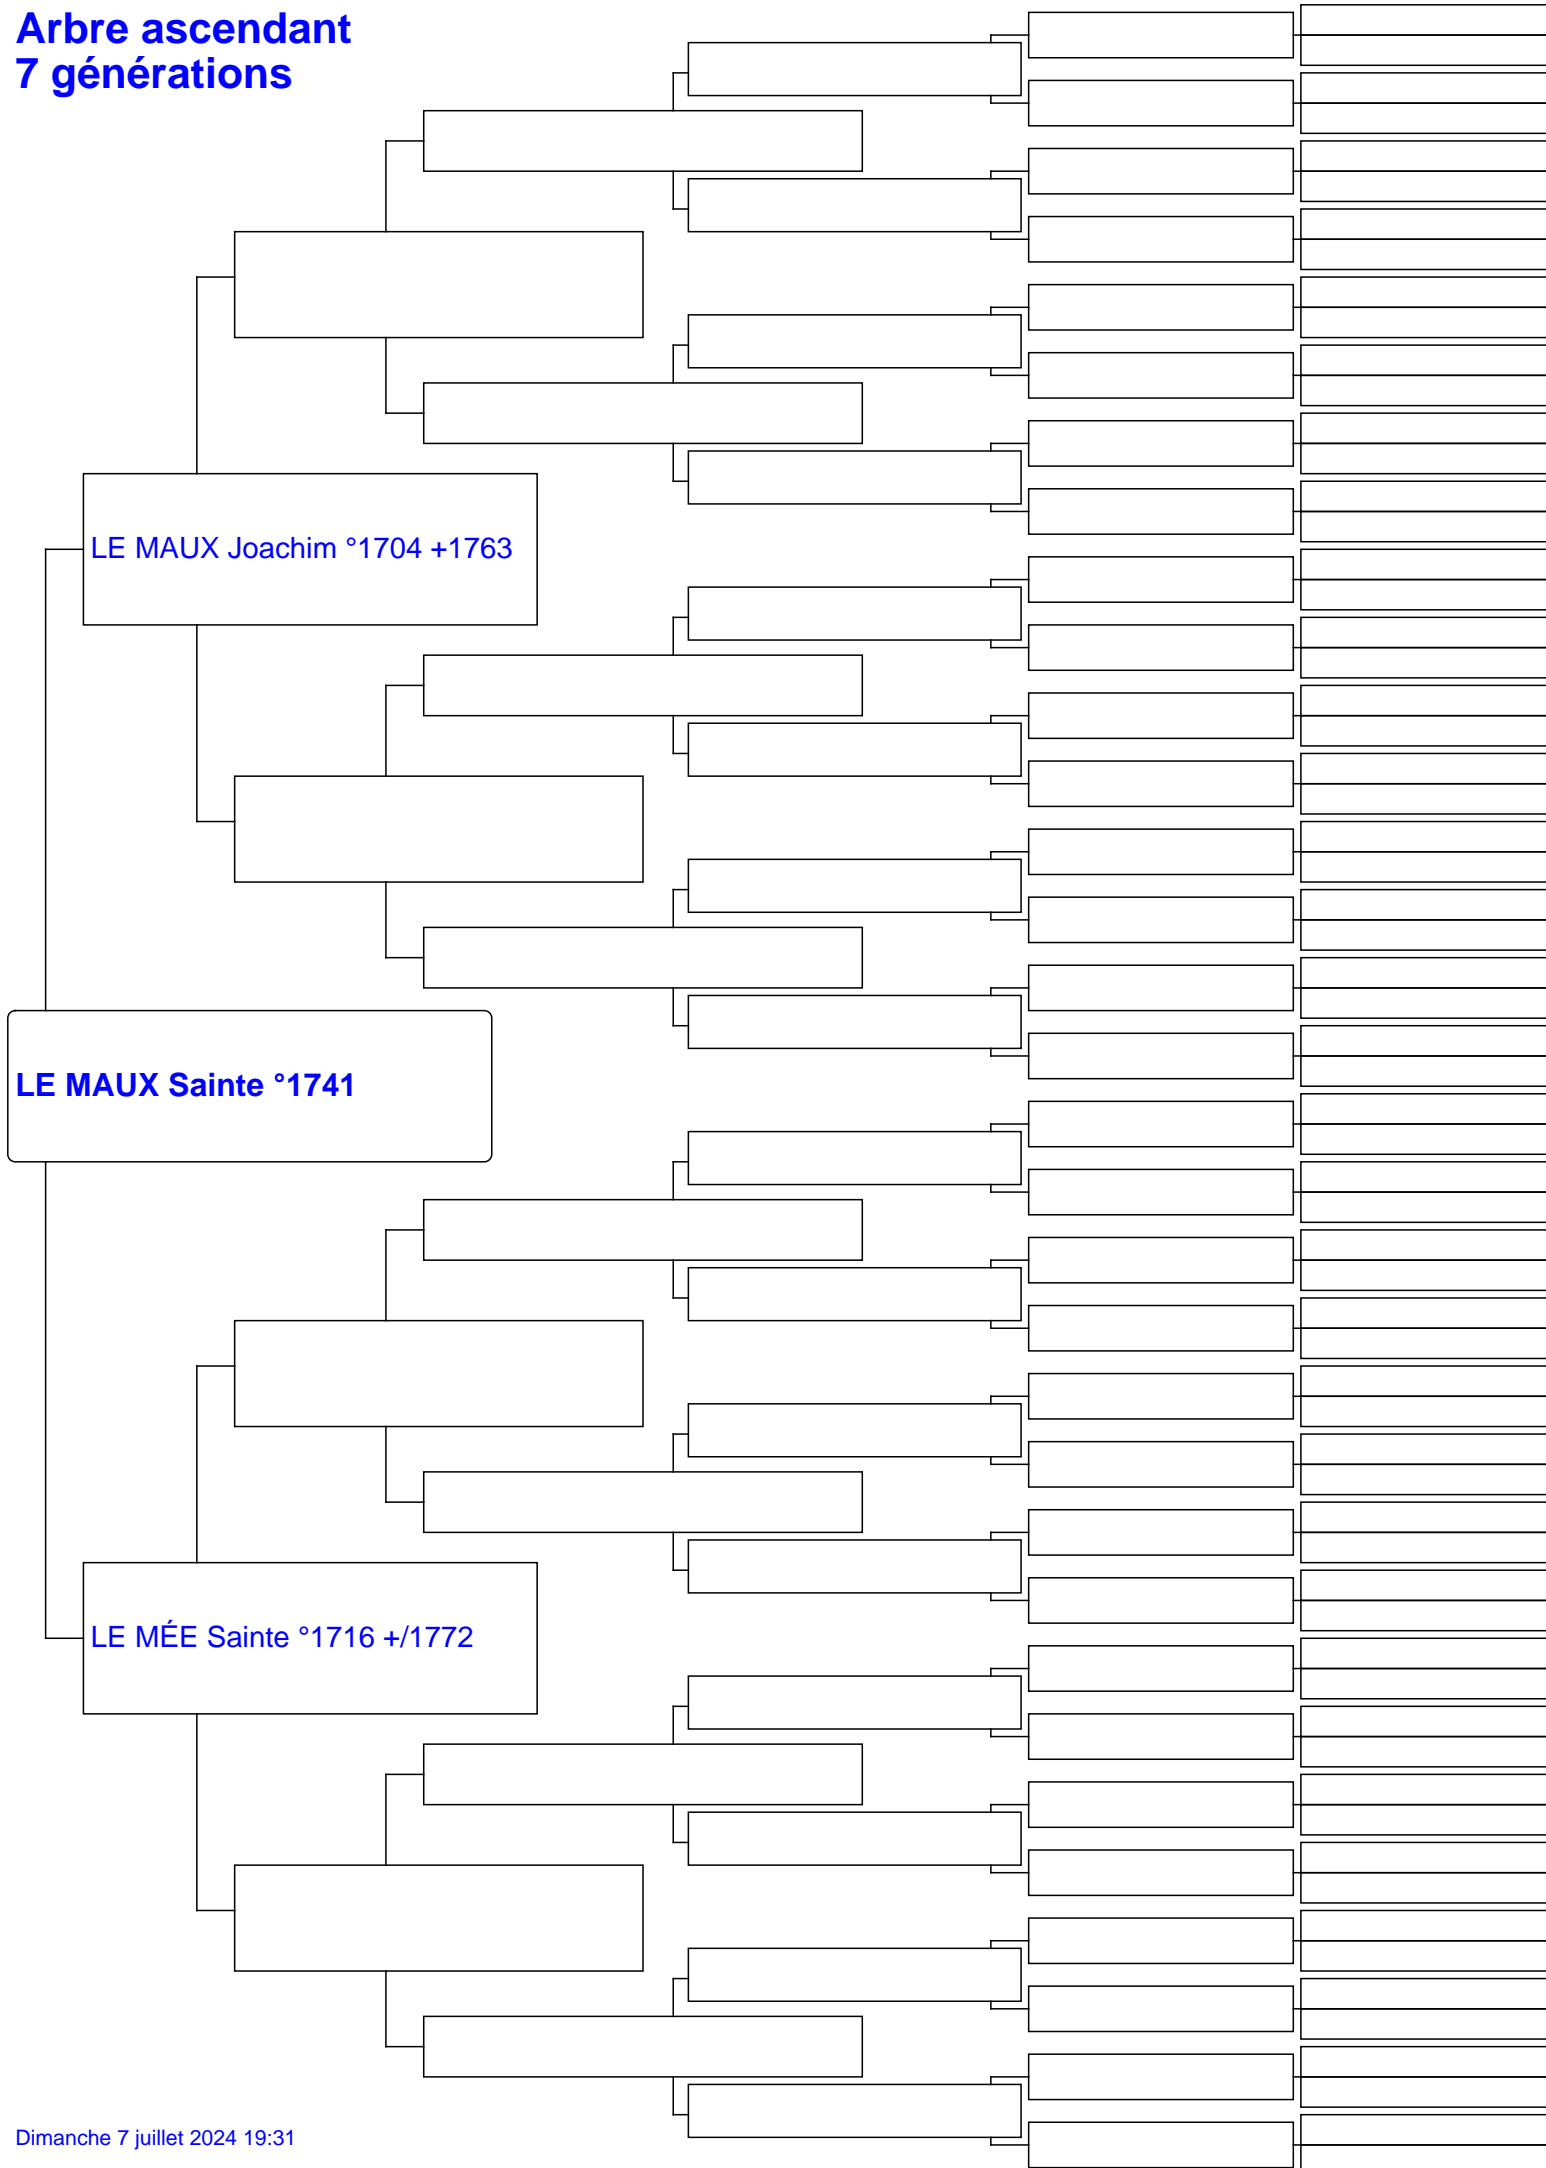 Arbre ascendant
7 générations
LE MAUX Joachim °1704 +1763
LE MAUX Sainte °1741
LE MÉE Sainte °1716 +/1772
Dimanche 7 juillet 2024 19:31